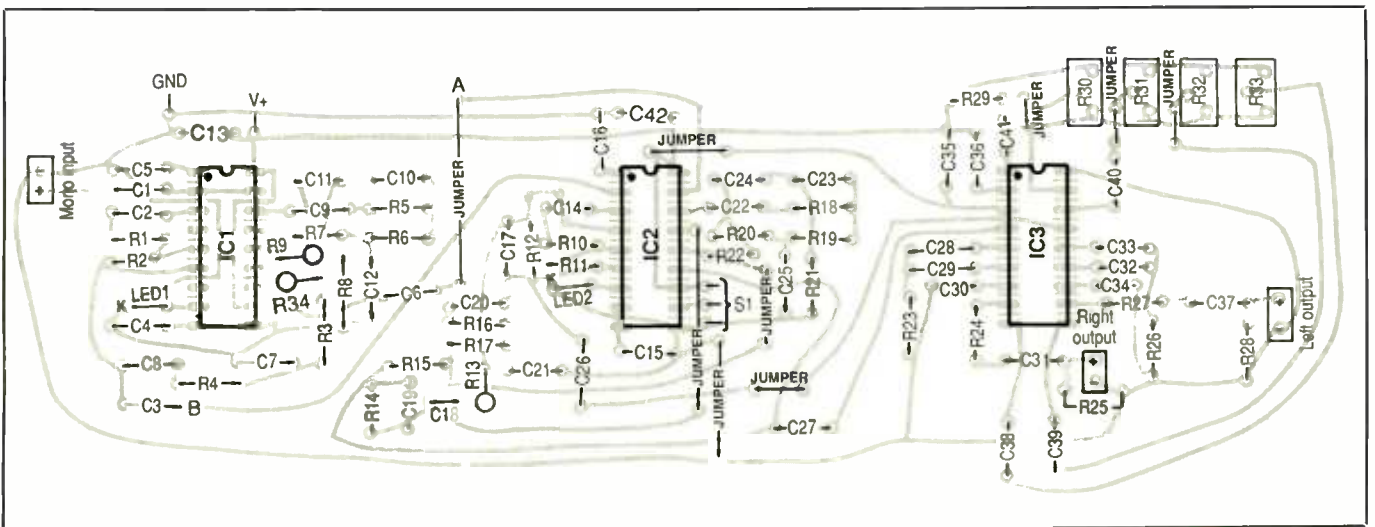 GND
V+
A
C13
C16
C42
JUMPER
R29
JUMPER
C41
R30
JUMPER
R31
JUMPER
R32
R33
Mono input
C5
C1
C2
R1
R2
K LED1
C4
C8
R4
C3 B
IC1
C11
C10
C9
R5
R7
R6
R9
R34
R8
C12
C6
R3
C7
JUMPER
C17
R12
C14
R10
R11
K
LED2
C20
R16
R17
R15
R13
C21
R14
C19
C18
C26
IC2
C15
C24
C23
C22
R18
R20
R19
R22
C25
R21
S1
JUMPER
JUMPER
JUMPER
JUMPER
C27
C35
C36
C40
IC3
C28
C29
C30
R23
R24
C33
C32
C34
R27
C37
Right
output
R26
R28
Left output
C3
R25
C38
C39